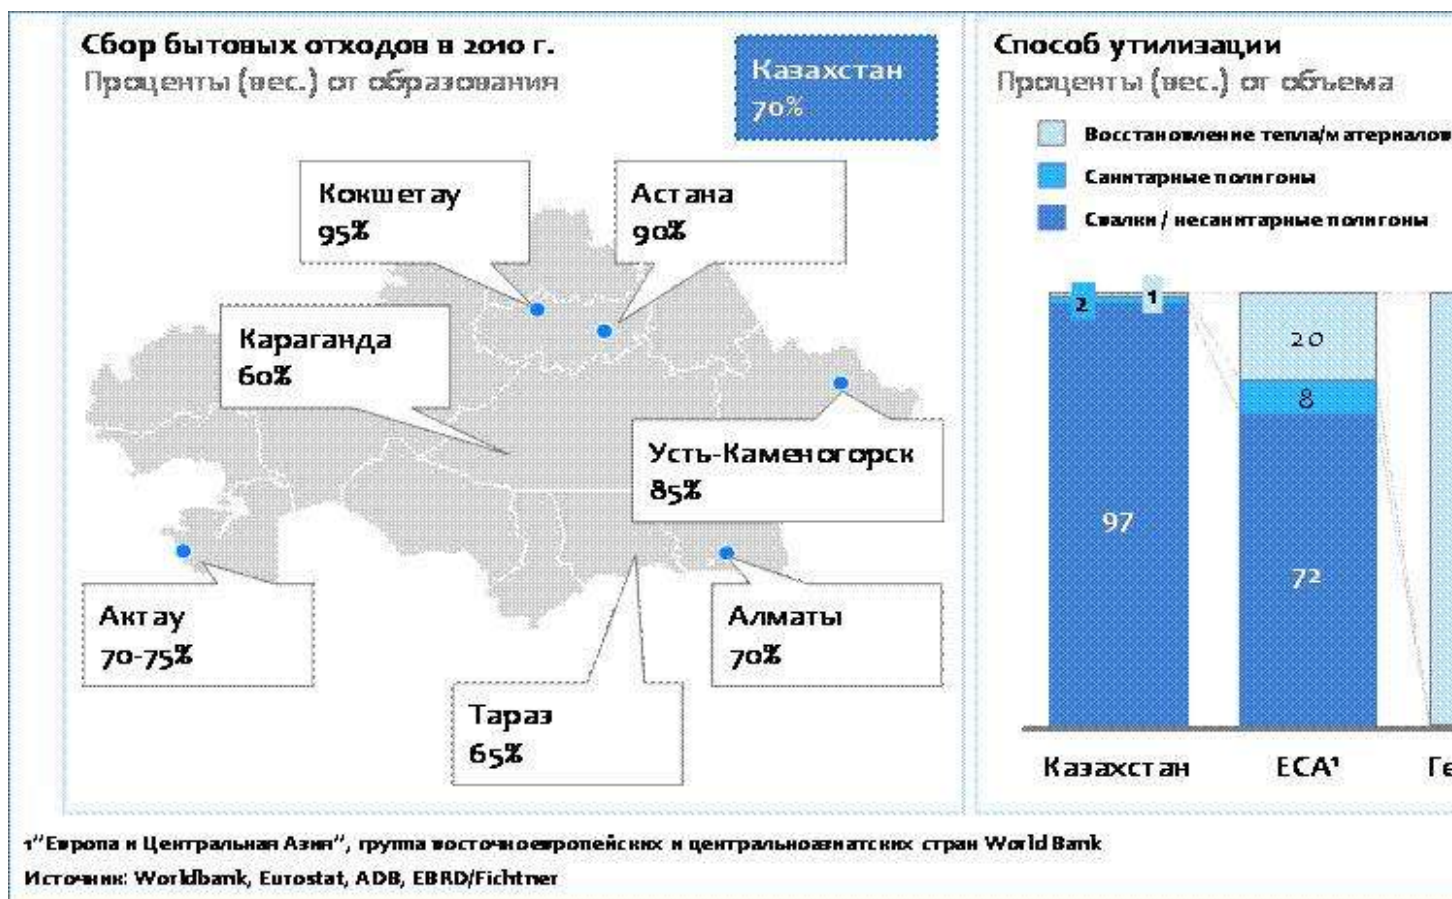 Сбор бытовых отходов в 2010 г.
Проценты (вес.) от образования
Казахстан
70%
Кокшетау
95%
Астана
90%
Караганда
60%
Усть-Каменогорск
85%
Актау
70-75%
Алматы
70%
Тараз
65%
Способ утилизации
Проценты (вес.) от объема
Восстановление тепла/материалов
Санитарные полигоны
Свалки / несанитарные полигоны
2
1
20
8
97
72
Казахстан
ЕСА¹
Ге
1"Европа и Центральная Азия", группа восточноевропейских и центральноазиатских стран World Bank
Источник: Worldbank, Eurostat, ADB, EBRD/Fichtner